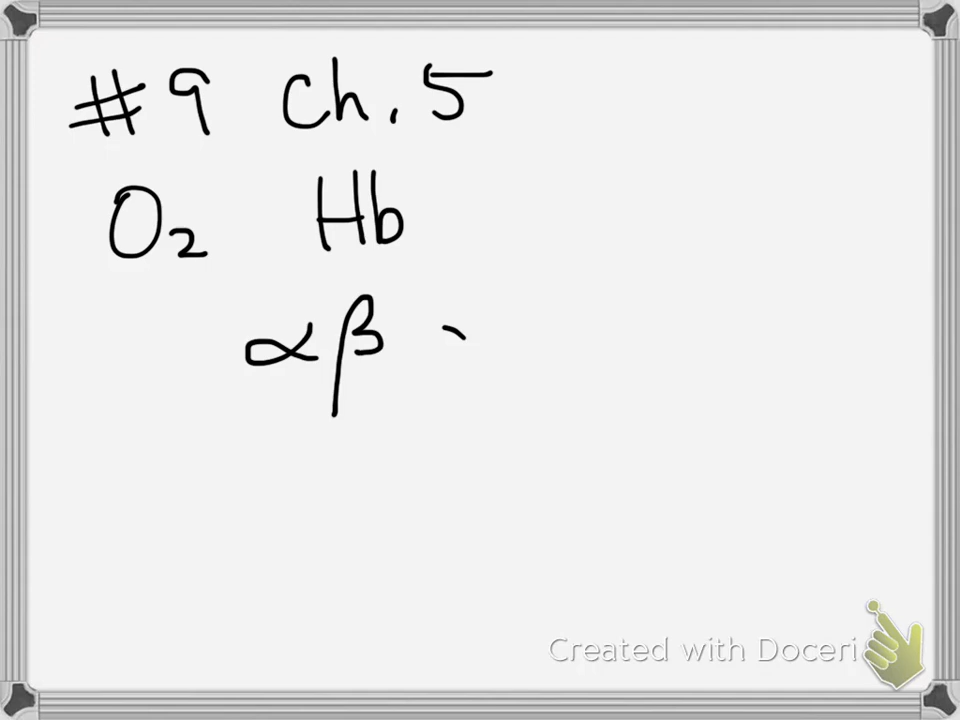 #9 Ch. 5
O₂ Hb
αβ
Created with Doceri